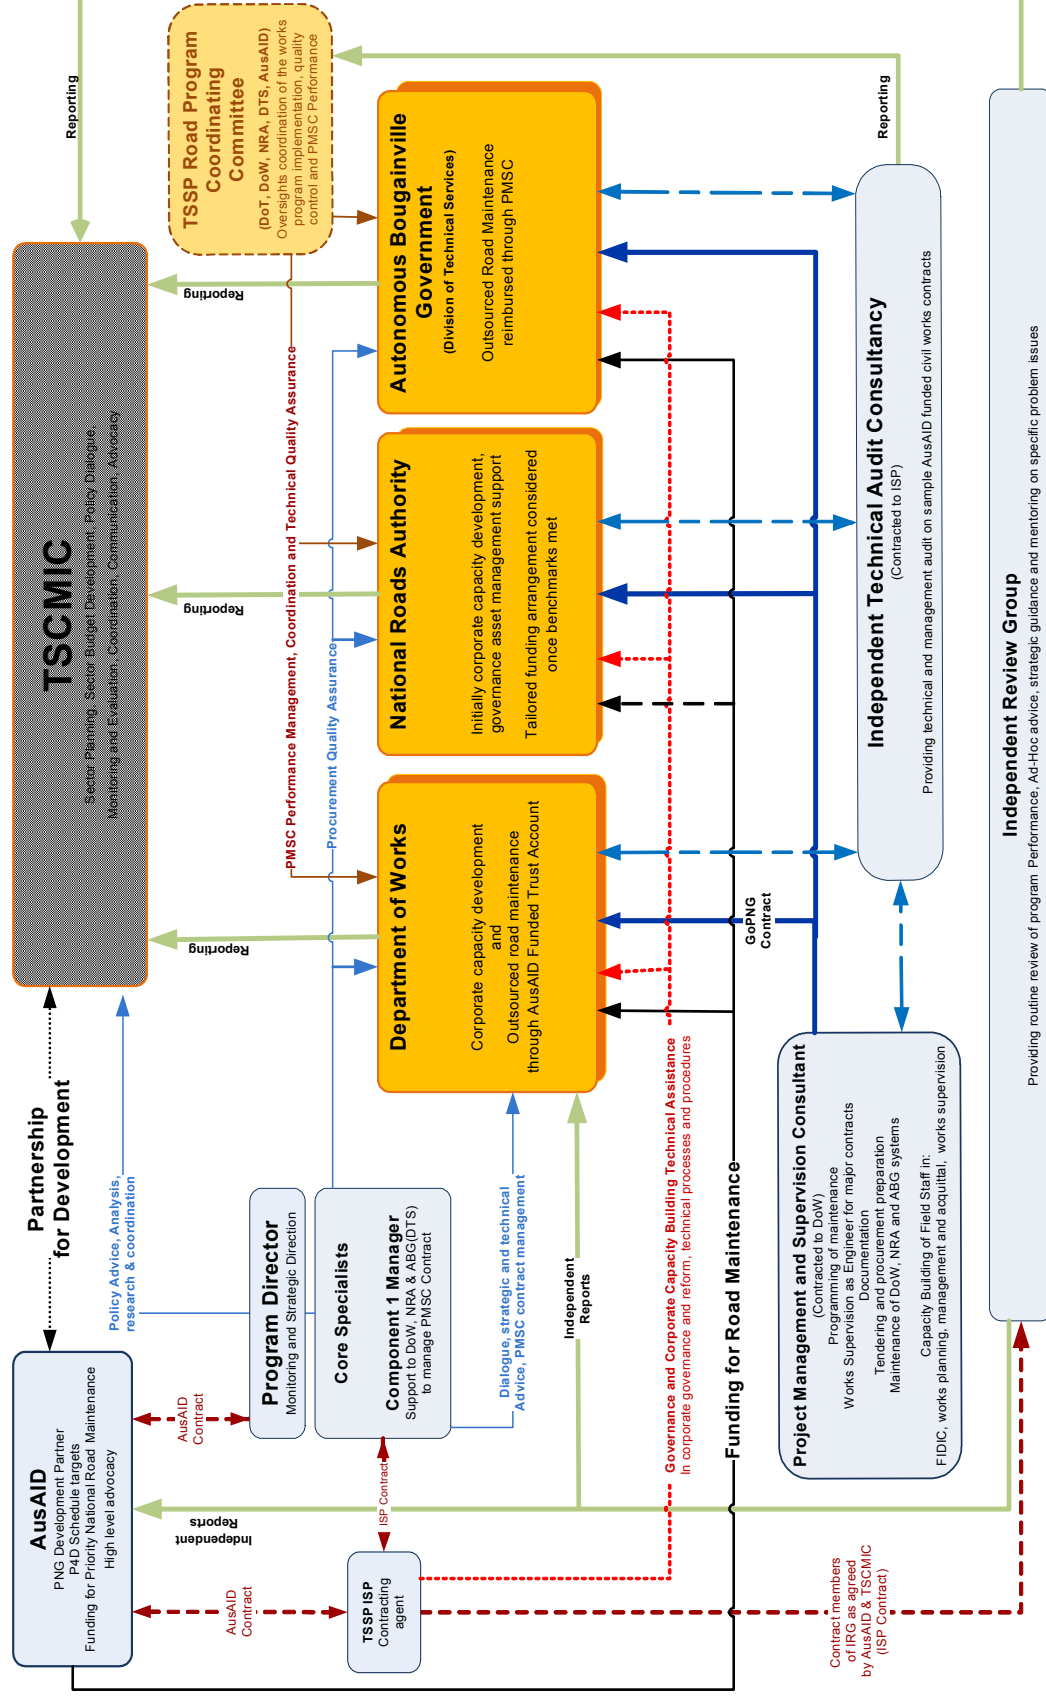 AusAID
PNG Development Partner
P4D Schedule targets
Funding for Priority National Road Maintenance
High level advocacy
Partnership
for Development
TSCMIC
Sector Planning, Sector Budget Development, Policy Dialogue,
Monitoring and Evaluation, Coordination, Communication, Advocacy
Reporting
Policy Advice, Analysis,
research & coordination
AusAID
Contract
AusAID
Contract
Independent
Reports
Program Director
Monitoring and Strategic Direction
Core Specialists
Component 1 Manager
Support to DoW, NRA & ABG(DTS)
to manage PMSC Contract
ISP Contract
TSSP ISP
Contracting
agent
TSSP Road Program
Coordinating
Committee
(DoT, DoW, NRA, DTS, AusAID)
Oversights coordination of the works
program implementation, quality
control and PMSC Performance
Reporting
Reporting
Reporting
PMSC Performance Management, Coordination and Technical Quality Assurance
Procurement Quality Assurance
Dialogue, strategic and technical
Advice, PMSC contract management
Department of Works
Corporate capacity development
and
Outsourced road maintenance
through AusAID Funded Trust Account
National Roads Authority
Initially corporate capacity development,
governance asset management support
Tailored funding arrangement considered
once benchmarks met
Autonomous Bougainville
Government
(Division of Technical Services)
Outsourced Road Maintenance
reimbursed through PMSC
Independent
Reports
Governance and Corporate Capacity Building Technical Assistance
In corporate governance and reform, technical processes and procedures
Funding for Road Maintenance
GoPNG
Contract
Project Management and Supervision Consultant
(Contracted to DoW)
Programming of maintenance
Works Supervision as Engineer for major contracts
Documentation
Tendering and procurement preparation
Maintenance of DoW, NRA and ABG systems
Capacity Building of Field Staff in:
FIDIC, works planning, management and acquittal, works supervision
Independent Technical Audit Consultancy
(Contracted to ISP)
Providing technical and management audit on sample AusAID funded civil works contracts
Reporting
Contract members
of IRG as agreed
by AusAID & TSCMIC
(ISP Contract)
Independent Review Group
Providing routine review of program Performance, Ad-Hoc advice, strategic guidance and mentoring on specific problem issues